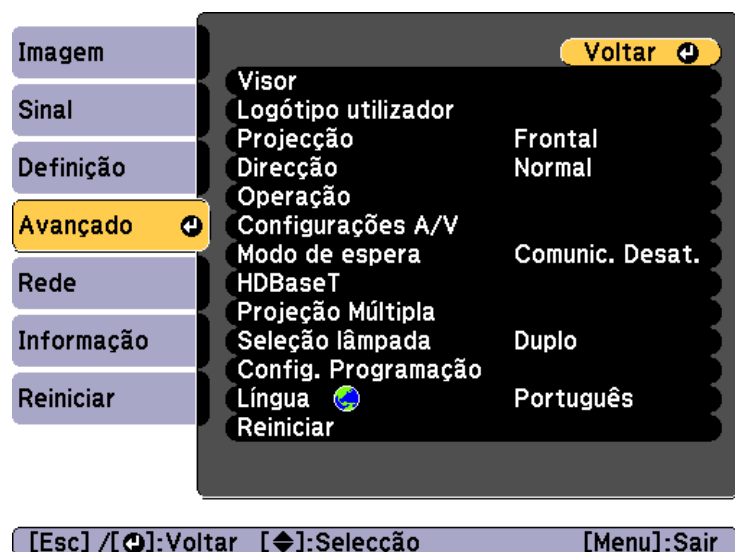 Imagem
Sinal
Definição
Avançado
Rede
Informação
Reiniciar
Voltar
Visor
Logótipo utilizador
Projecção Frontal
Direcção Normal
Operação
Configurações A/V
Modo de espera Comunic. Desat.
HDBaseT
Projeção Múltipla
Seleção lâmpada Duplo
Config. Programação
Língua Português
Reiniciar
[Esc] /[ ]:Voltar [ ]:Selecção [Menu]:Sair